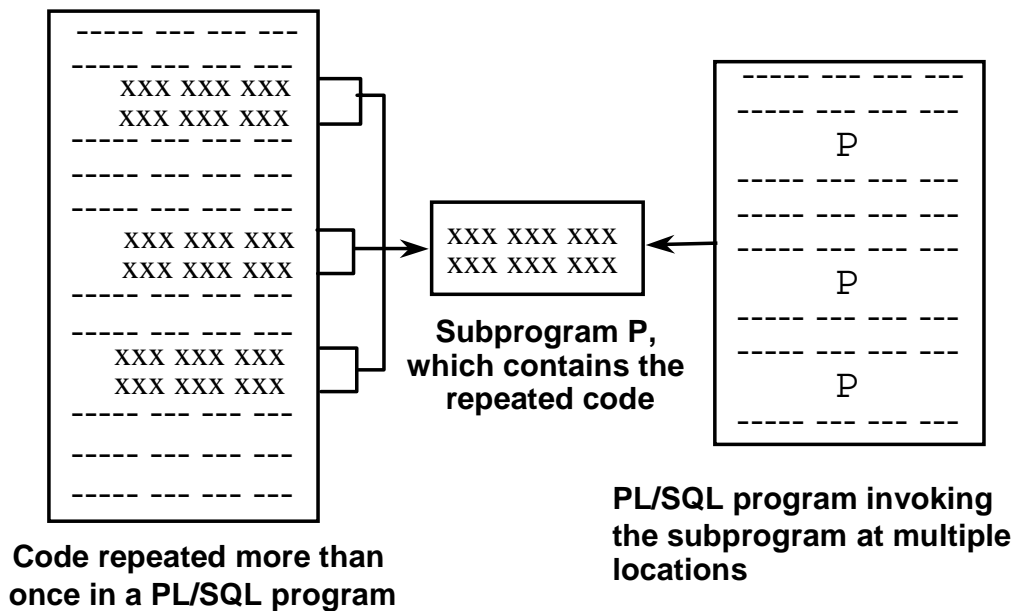 ----- --- --- ---
----- --- --- ---
xxx xxx xxx
xxx xxx xxx
----- --- --- ---
----- --- --- ---
----- --- --- ---
xxx xxx xxx
xxx xxx xxx
----- --- --- ---
----- --- --- ---
xxx xxx xxx
xxx xxx xxx
----- --- --- ---
----- --- --- ---
----- --- --- ---
Code repeated more than
once in a PL/SQL program
xxx xxx xxx
xxx xxx xxx
Subprogram P,
which contains the
repeated code
----- --- --- ---
----- --- --- ---
P
----- --- --- ---
----- --- --- ---
----- --- --- ---
P
----- --- --- ---
----- --- --- ---
P
----- --- --- ---
PL/SQL program invoking
the subprogram at multiple
locations